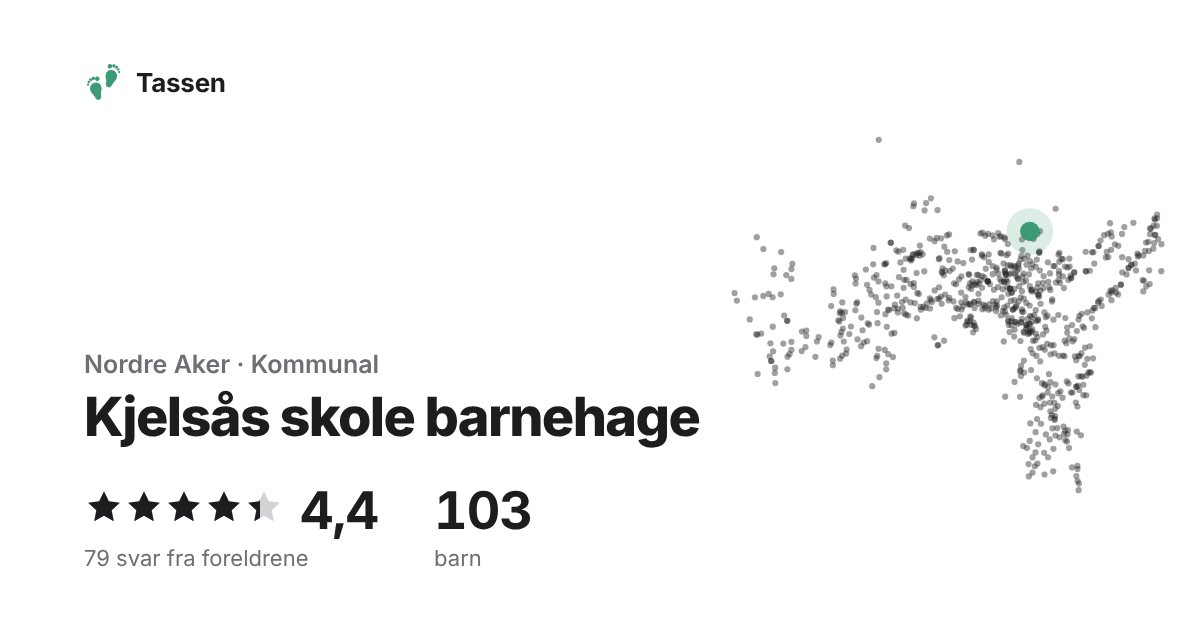 Tassen
Nordre Aker · Kommunal
Kjelsås skole barnehage
4,4
79 svar fra foreldrene
103
barn